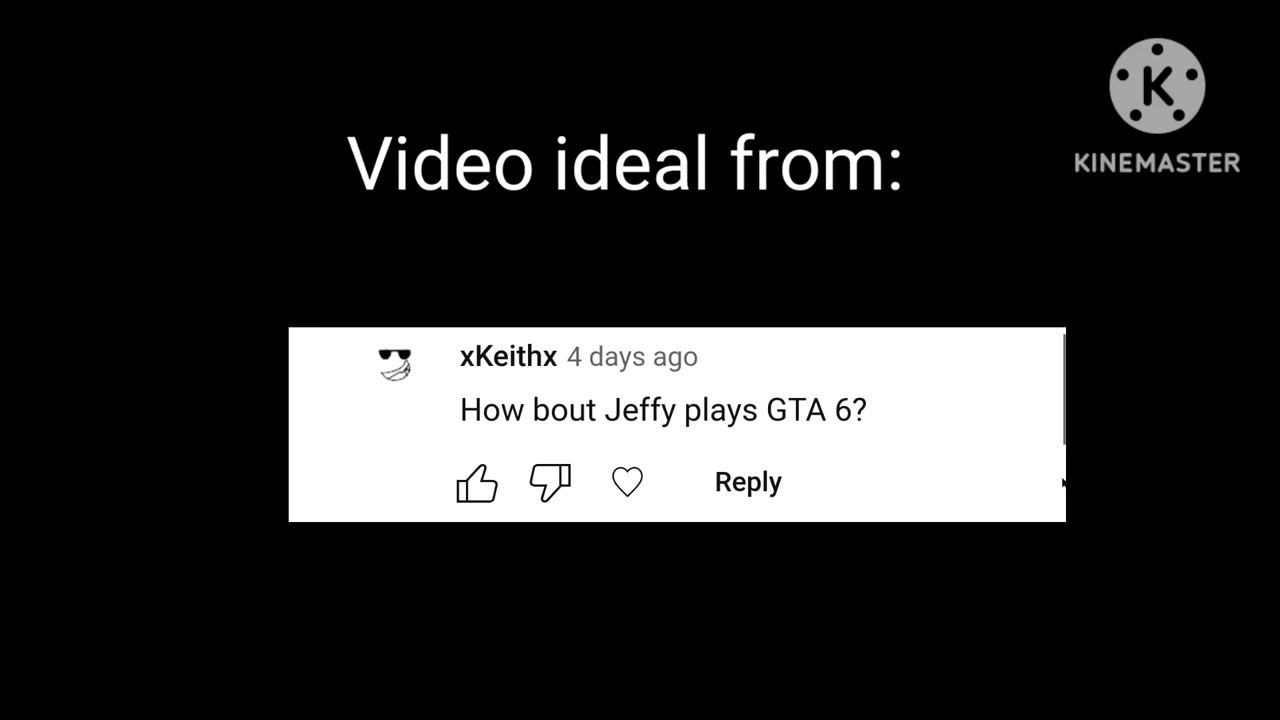 K
KINEMASTER
Video ideal from:
xKeithx 4 days ago
How bout Jeffy plays GTA 6?
Reply